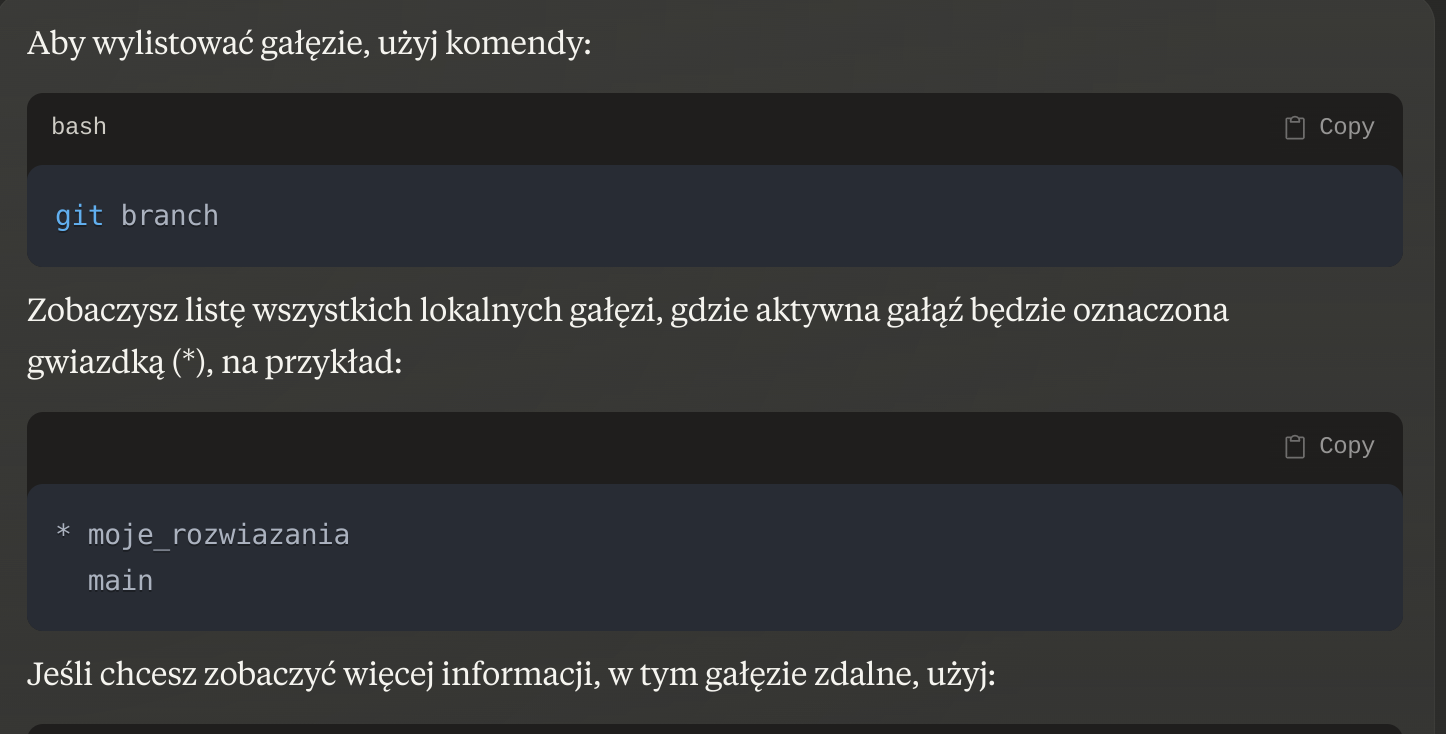 Aby wylistować gałęzie, użyj komendy:
bash
Copy
git branch
Zobaczysz listę wszystkich lokalnych gałęzi, gdzie aktywna gałąź będzie oznaczona
gwiazdką (*), na przykład:
Copy
* moje_rozwiazania
  main
Jeśli chcesz zobaczyć więcej informacji, w tym gałęzie zdalne, użyj: